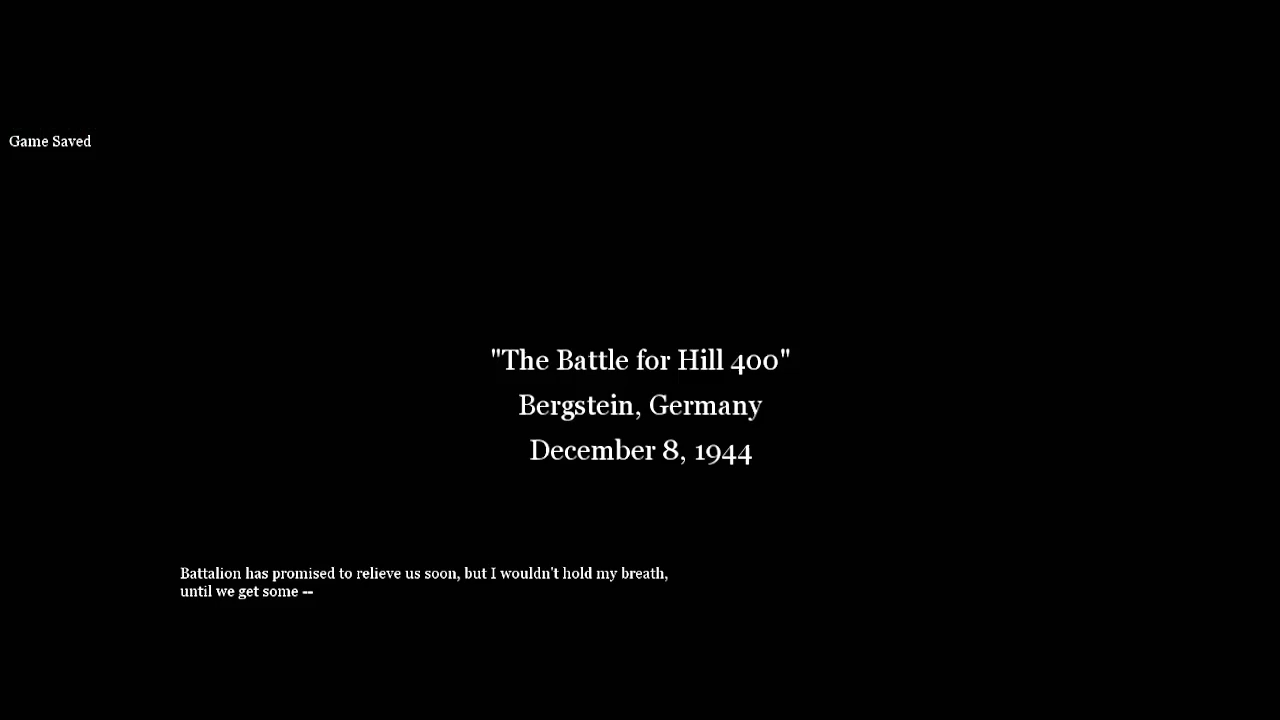 Game Saved
"The Battle for Hill 400"
Bergstein, Germany
December 8, 1944
Battalion has promised to relieve us soon, but I wouldn't hold my breath,
until we get some --